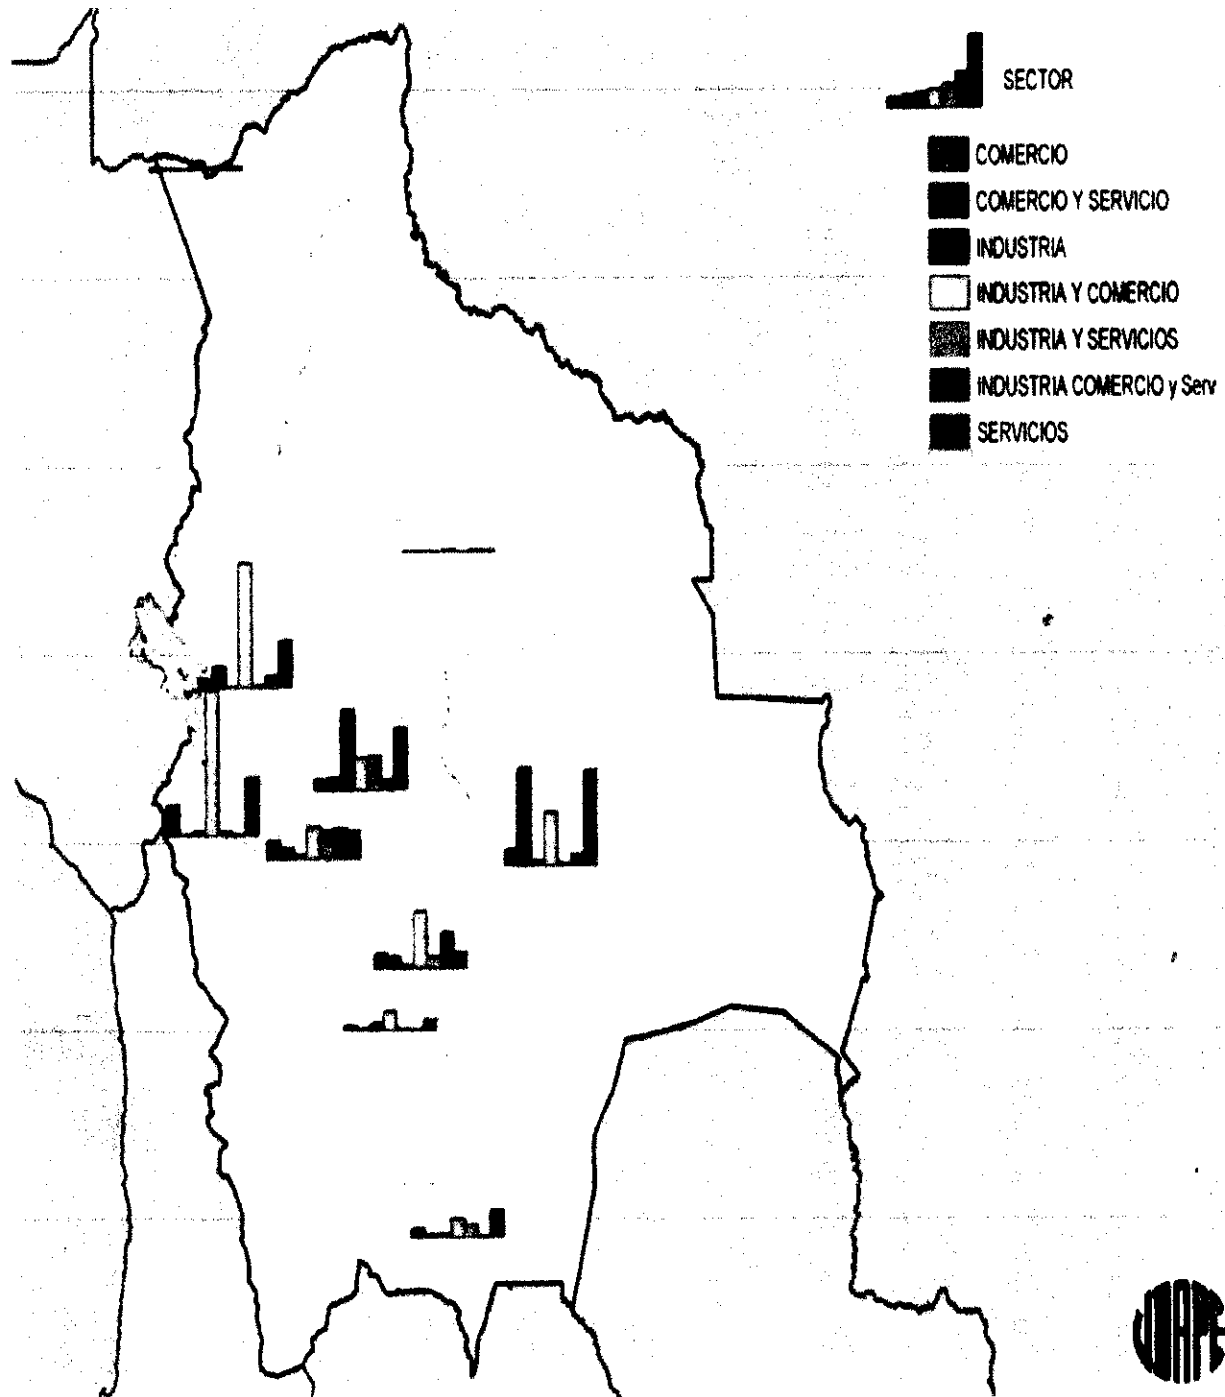 SECTOR
COMERCIO
COMERCIO Y SERVICIO
INDUSTRIA
INDUSTRIA Y COMERCIO
INDUSTRIA Y SERVICIOS
INDUSTRIA COMERCIO y Serv
SERVICIOS